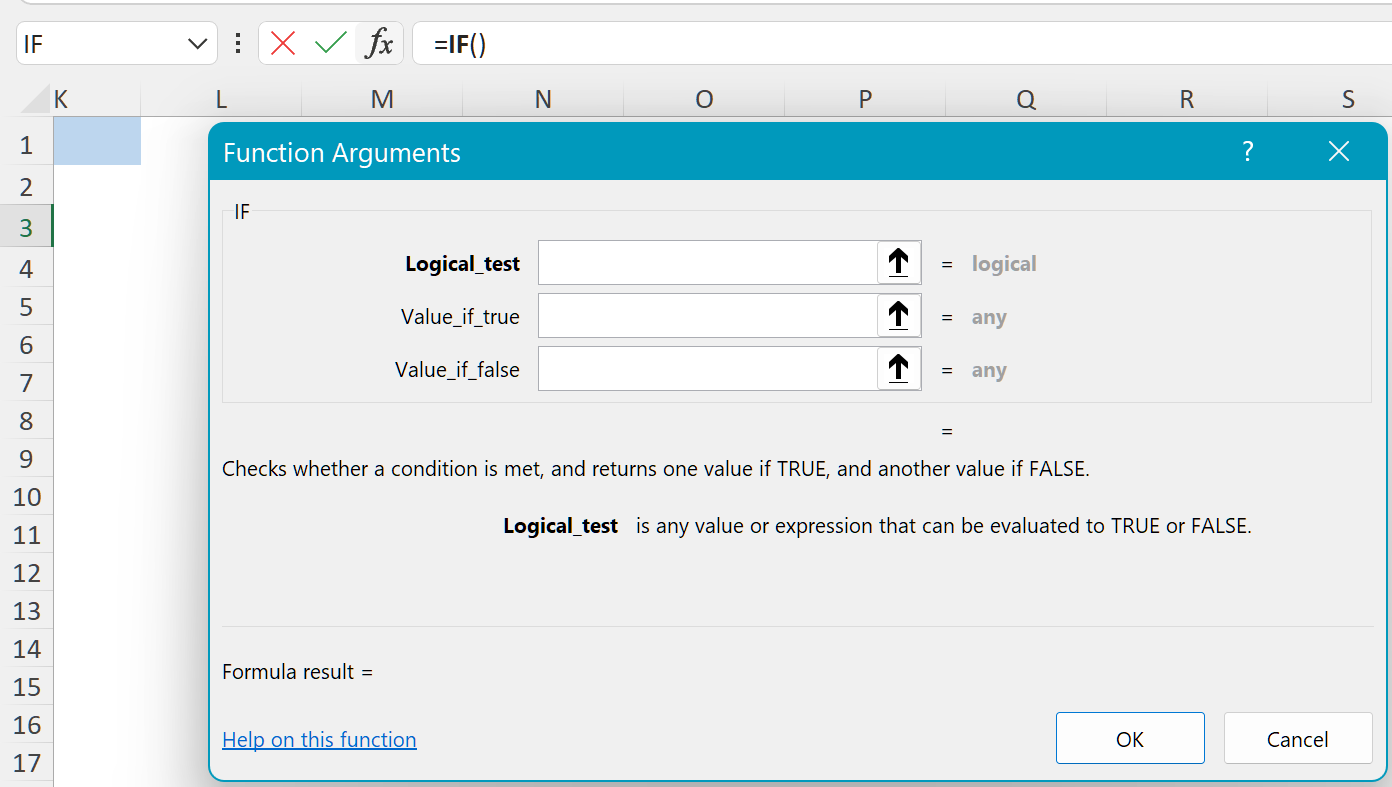 IF
fx =IF()
K L M N O P Q R S
1
2
3
4
5
6
7
8
9
10
11
12
13
14
15
16
17
Function Arguments ?
IF
Logical_test = logical
Value_if_true = any
Value_if_false = any
=
Checks whether a condition is met, and returns one value if TRUE, and another value if FALSE.
Logical_test is any value or expression that can be evaluated to TRUE or FALSE.
Formula result =
Help on this function
OK Cancel